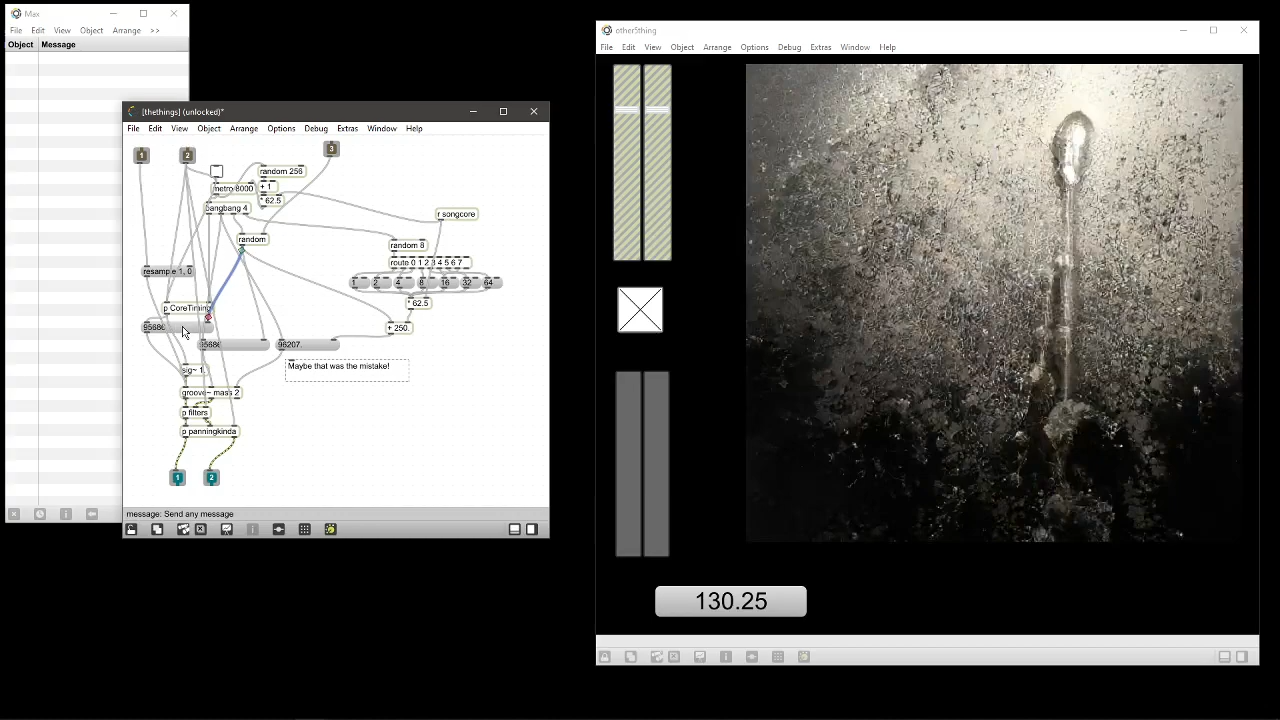 Max
File Edit View Object Arrange >>
Object Message
[thethings] (unlocked)*
File Edit View Object Arrange Options Debug Extras Window Help
1 2 3
random 256
metro 8000 + 1
* 62.5
bangbang 4
r songcore
random
random 8
route 0 1 2 3 4 5 6 7
resample 1, 0
1 2 4 8 16 32 64
* 62.5
p CoreTiming
+ 250.
96207.
Maybe that was the mistake!
sig~ 1.
groove~ mass 2
p filters
p panningkinda
1 2
message: Send any message
other5thing
File Edit View Object Arrange Options Debug Extras Window Help
130.25